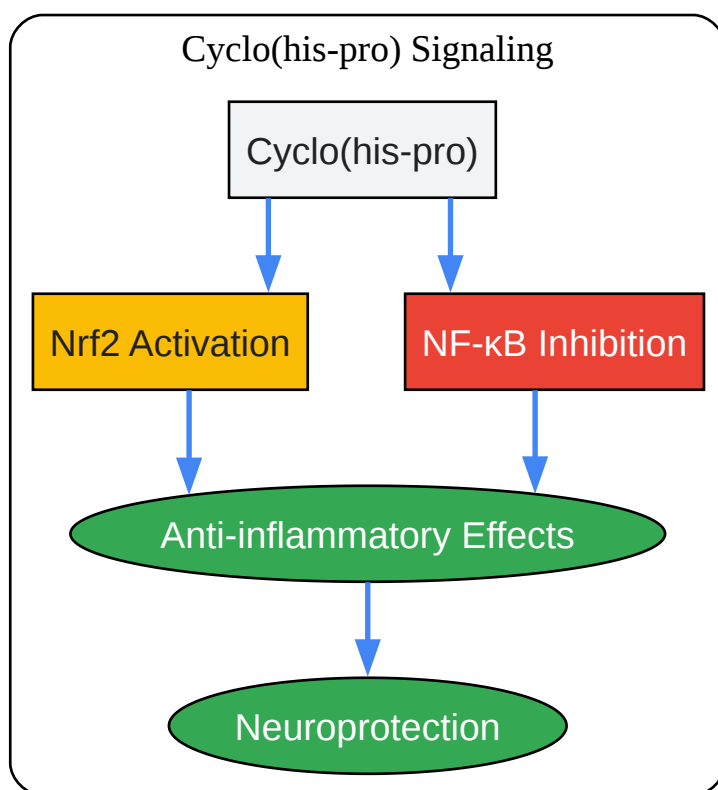 Cyclo(his-pro) Signaling
Cyclo(his-pro)
Nrf2 Activation
NF-κB Inhibition
Anti-inflammatory Effects
Neuroprotection